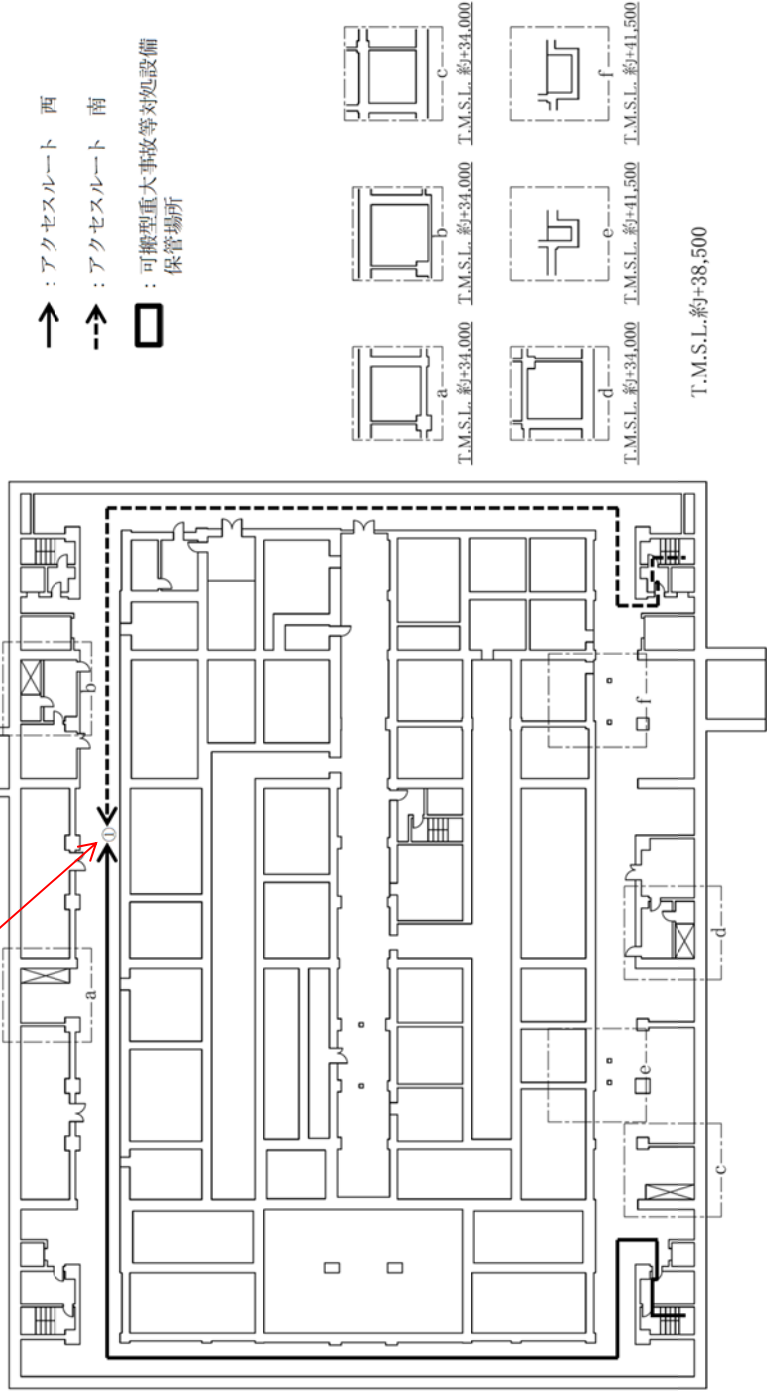 ：アクセスルート　西
：アクセスルート　南
：可搬型重大事故等対処設備
保管場所
a
T.M.S.L. 約+34,000
b
T.M.S.L. 約+34,000
c
T.M.S.L. 約+34,000
d
T.M.S.L. 約+34,000
e
T.M.S.L. 約+41,500
f
T.M.S.L. 約+41,500
T.M.S.L.約+38,500
①
a
b
c
d
e
f